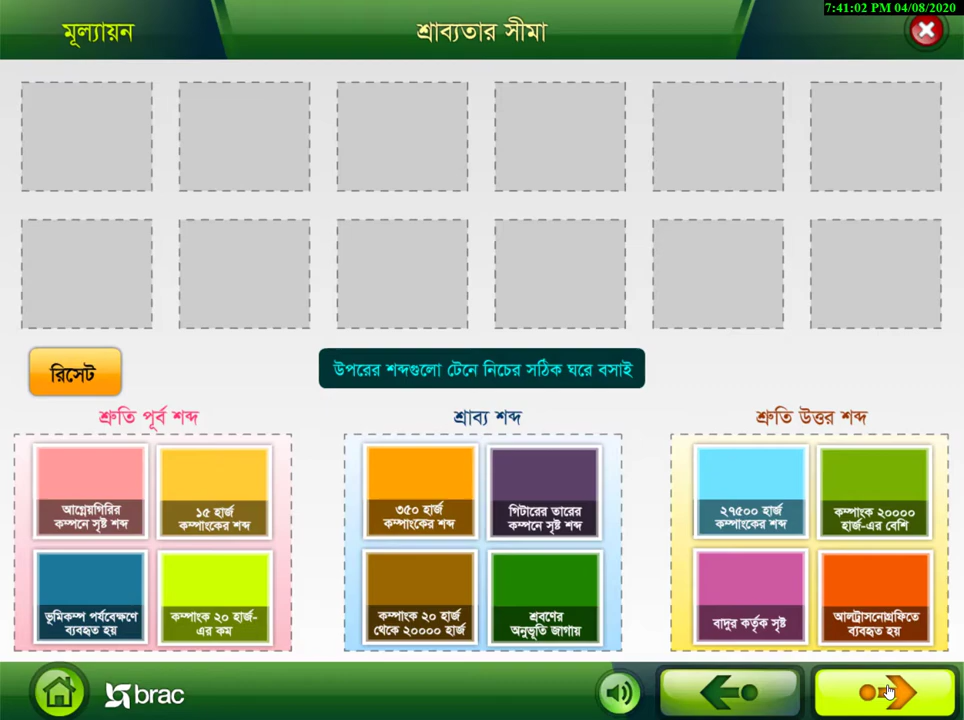 7:41:02 PM 04/08/2020
মূল্যায়ন
শ্রাব্যতার সীমা
রিসেট
উপরের শব্দগুলো টেনে নিচের সঠিক ঘরে বসাই
শ্রুতি পূর্ব শব্দ
শ্রাব্য শব্দ
শ্রুতি উত্তর শব্দ
আগ্নেয়গিরির
কম্পনে সৃষ্ট শব্দ
১৫ হার্জ
কম্পাংকের শব্দ
৩৫০ হার্জ
কম্পাংকের শব্দ
গিটারের তারের
কম্পনে সৃষ্ট শব্দ
২৭৫০০ হার্জ
কম্পাংকের শব্দ
কম্পাংক ২০০০০
হার্জ-এর বেশি
ভূমিকম্প পর্যবেক্ষণে
ব্যবহৃত হয়
কম্পাংক ২০ হার্জ-
এর কম
কম্পাংক ২০ হার্জ
থেকে ২০০০০ হার্জ
শ্রবণের
অনুভূতি জাগায়
বাদুর কর্তৃক সৃষ্ট
আলট্রাসনোগ্রফিতে
ব্যবহৃত হয়
brac